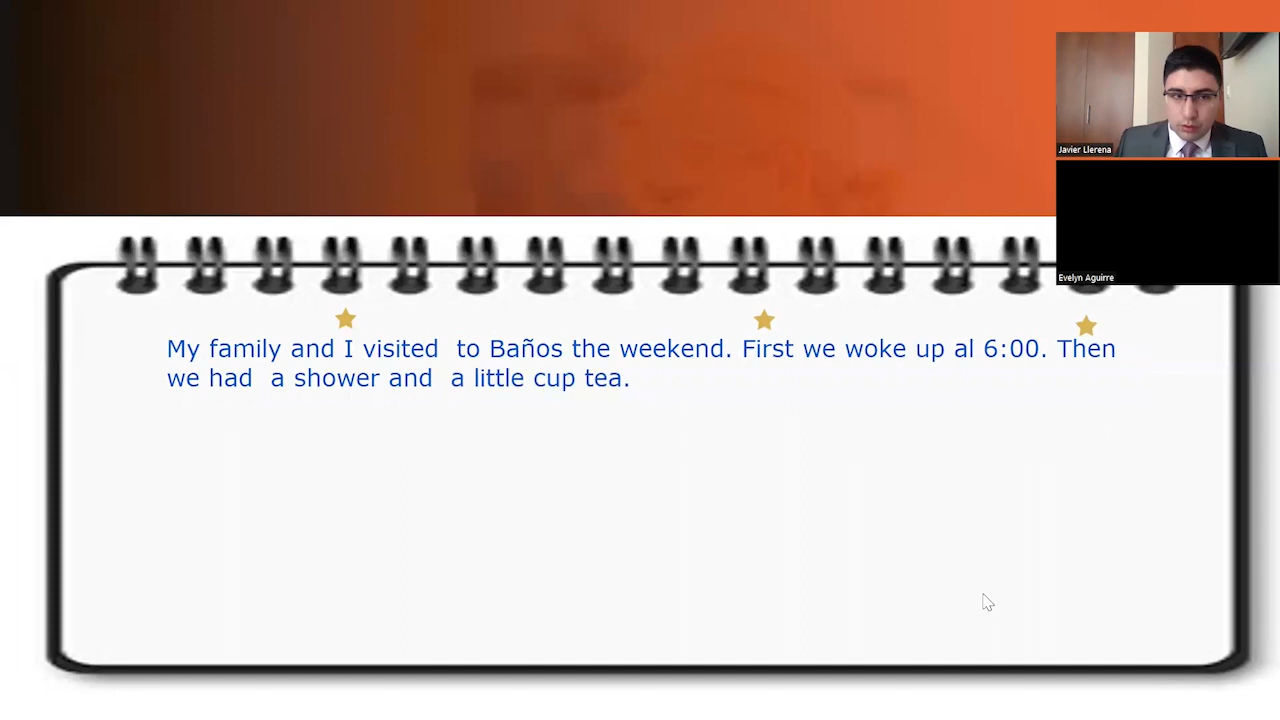 Javier Llerena
Evelyn Aguirre
My family and I visited  to Baños the weekend. First we woke up al 6:00. Then
we had  a shower and  a little cup tea.